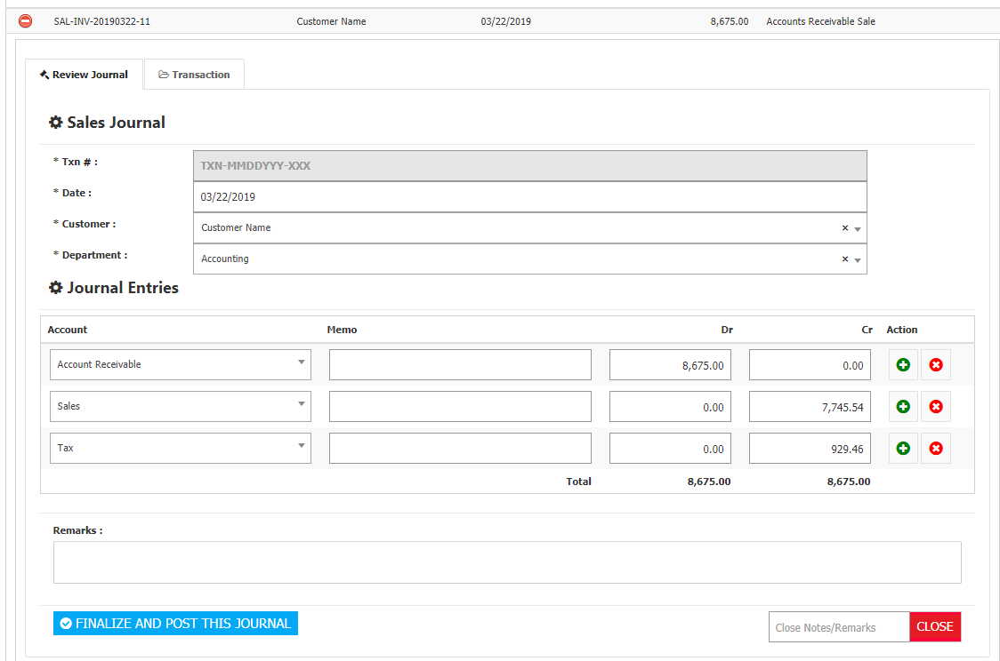 SAL-INV-20190322-11 Customer Name 03/22/2019 8,675.00 Accounts Receivable Sale
Review Journal Transaction
Sales Journal
* Txn # : TXN-MMDDYYY-XXX
* Date : 03/22/2019
* Customer : Customer Name ×
* Department : Accounting ×
Journal Entries
Account Memo Dr Cr Action
Account Receivable 8,675.00 0.00
Sales 0.00 7,745.54
Tax 0.00 929.46
Total 8,675.00 8,675.00
Remarks :
FINALIZE AND POST THIS JOURNAL Close Notes/Remarks CLOSE